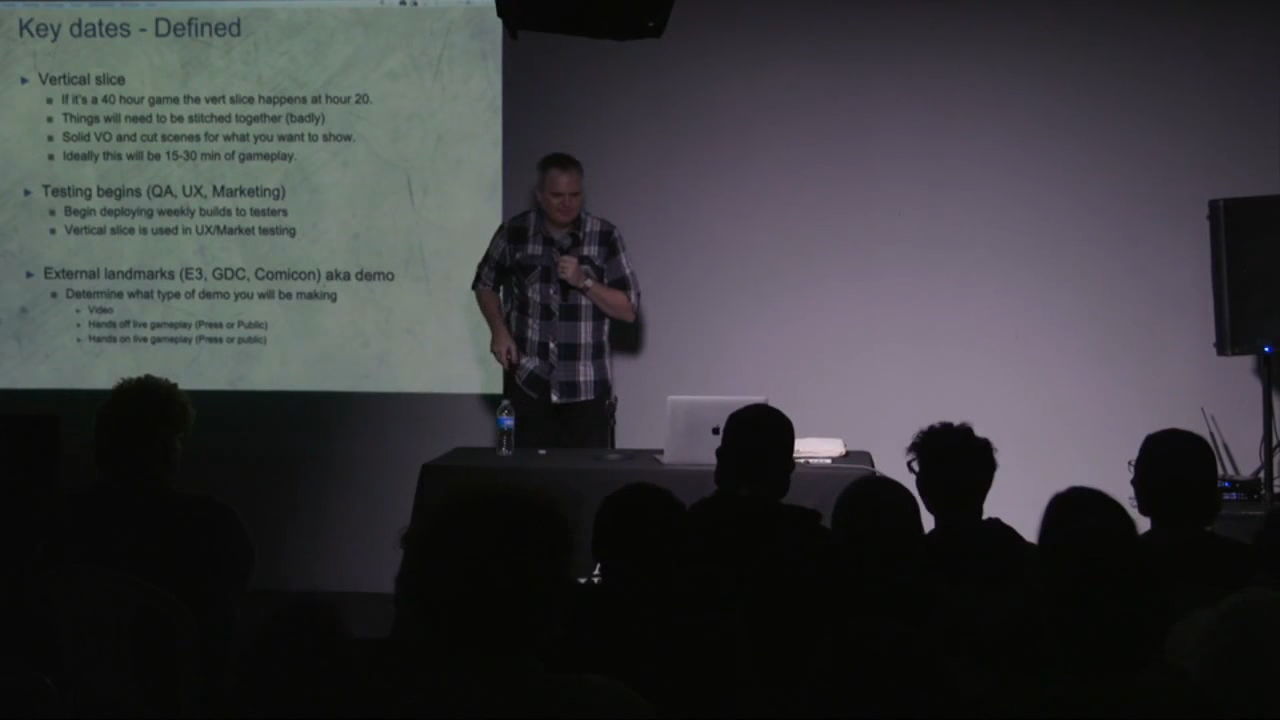 Key dates - Defined
Vertical slice
If it's a 40 hour game the vert slice happens at hour 20.
Things will need to be stitched together (badly)
Solid VO and cut scenes for what you want to show.
Ideally this will be 15-30 min of gameplay.
Testing begins (QA, UX, Marketing)
Begin deploying weekly builds to testers
Vertical slice is used in UX/Market testing
External landmarks (E3, GDC, Comicon) aka demo
Determine what type of demo you will be making
Video
Hands off live gameplay (Press or Public)
Hands on live gameplay (Press or public)